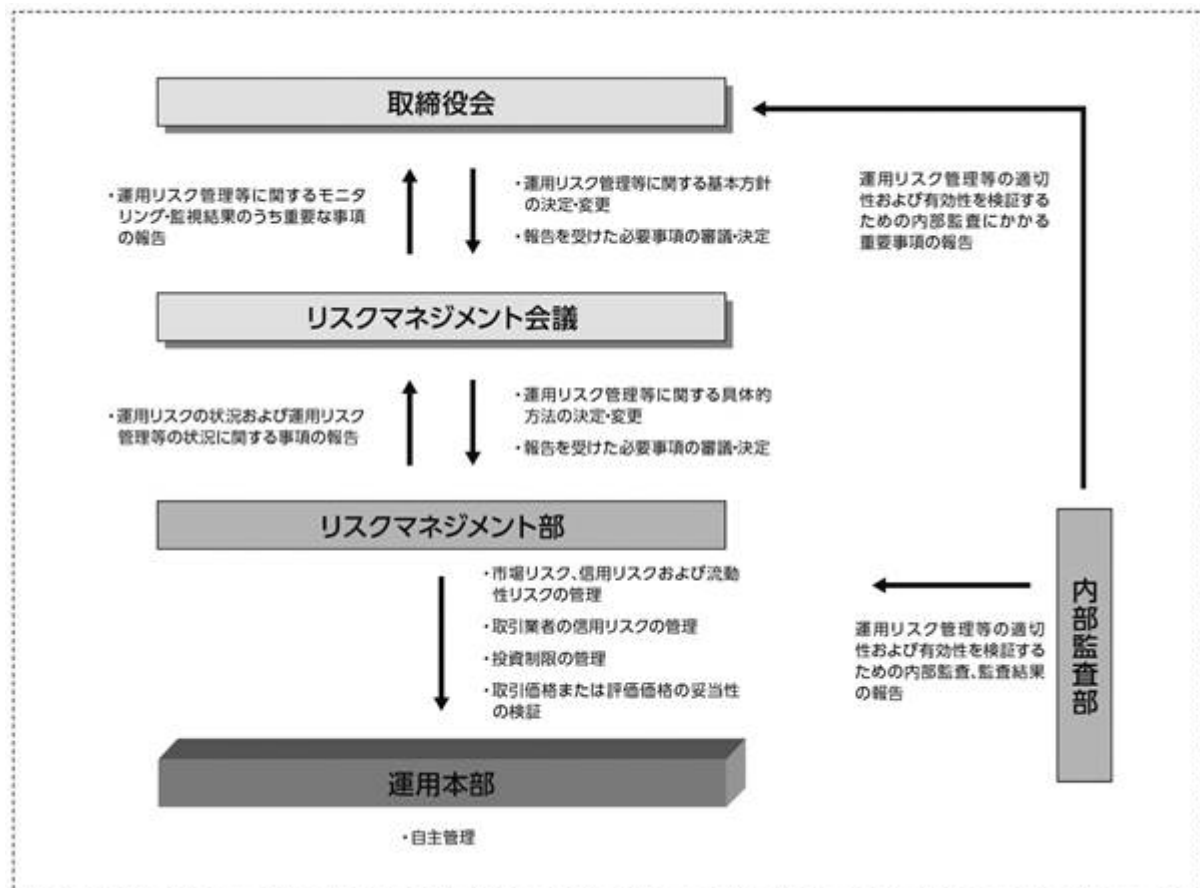 取締役会
・運用リスク管理等に関するモニタ
リング・監視結果のうち重要な事項
の報告
・運用リスク管理等に関する基本方針
の決定・変更
・報告を受けた必要事項の審議・決定
運用リスク管理等の適切
性および有効性を検証する
ための内部監査にかかる
重要事項の報告
リスクマネジメント会議
・運用リスクの状況および運用リスク
管理等の状況に関する事項の報告
・運用リスク管理等に関する具体的
方法の決定・変更
・報告を受けた必要事項の審議・決定
リスクマネジメント部
・市場リスク、信用リスクおよび流動
性リスクの管理
・取引業者の信用リスクの管理
・投資制限の管理
・取引価格または評価価格の妥当性
の検証
運用リスク管理等の適切
性および有効性を検証する
ための内部監査、監査結果
の報告
内部監査部
運用本部
・自主管理